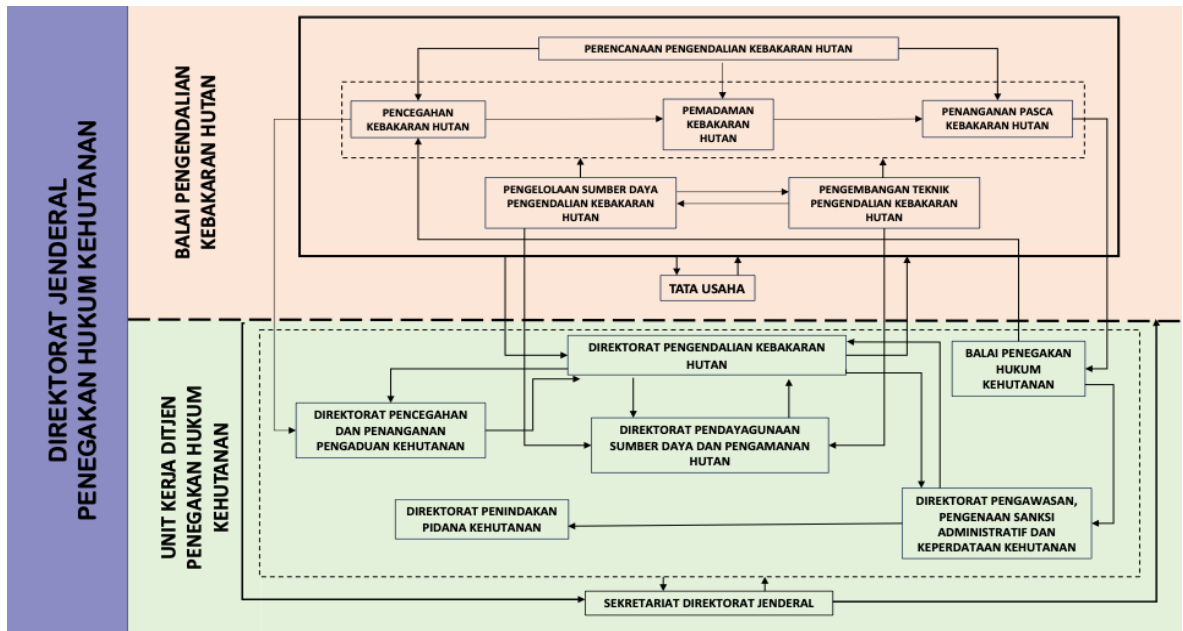 DIREKTORAT JENDERAL
PENEGAKAN HUKUM KEHUTANAN
BALAI PENGENDALIAN
KEBAKARAN HUTAN
PERENCANAAN PENGENDALIAN KEBAKARAN HUTAN
PENCEGAHAN
KEBAKARAN HUTAN
PEMADAMAN
KEBAKARAN
HUTAN
PENANGANAN PASCA
KEBAKARAN HUTAN
PENGELOLAAN SUMBER DAYA
PENGENDALIAN KEBAKARAN
HUTAN
PENGEMBANGAN TEKNIK
PENGENDALIAN KEBAKARAN
HUTAN
TATA USAHA
UNIT KERJA DITJEN
PENEGAKAN HUKUM
KEHUTANAN
DIREKTORAT PENGENDALIAN KEBAKARAN
HUTAN
BALAI PENEGAKAN
HUKUM
KEHUTANAN
DIREKTORAT PENCEGAHAN
DAN PENANGANAN
PENGADUAN KEHUTANAN
DIREKTORAT PENDAYAGUNAAN
SUMBER DAYA DAN PENGAMANAN
HUTAN
DIREKTORAT PENINDAKAN
PIDANA KEHUTANAN
DIREKTORAT PENGAWASAN,
PENGENAAN SANKSI
ADMINISTRATIF DAN
KEPERDATAAN KEHUTANAN
SEKRETARIAT DIREKTORAT JENDERAL